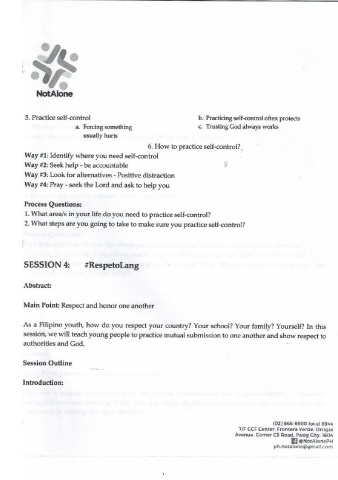 NotAlone
5. Practice self-control
a. Forcing something
usually hurts
b. Practicing self-control often protects
c. Trusting God always works
6. How to practice self-control?
Way #1: Identify where you need self-control
Way #2: Seek help - be accountable
Way #3: Look for alternatives - Positive distraction
Way #4: Pray - seek the Lord and ask to help you
Process Questions:
1. What area/s in your life do you need to practice self-control?
2. What steps are you going to take to make sure you practice self-control?
SESSION 4: #RespetoLang
Abstract:
Main Point: Respect and honor one another
As a Filipino youth, how do you respect your country? Your school? Your family? Yourself? In this
session, we will teach young people to practice mutual submission to one another and show respect to
authorities and God.
Session Outline
Introduction:
(02) 866-9900 local 3944
7/F CCF Center, Frontera Verde, Ortigas
Avenue, Corner C5 Road, Pasig City, 1604
@NotAlonePH
ph.notalone@gmail.com